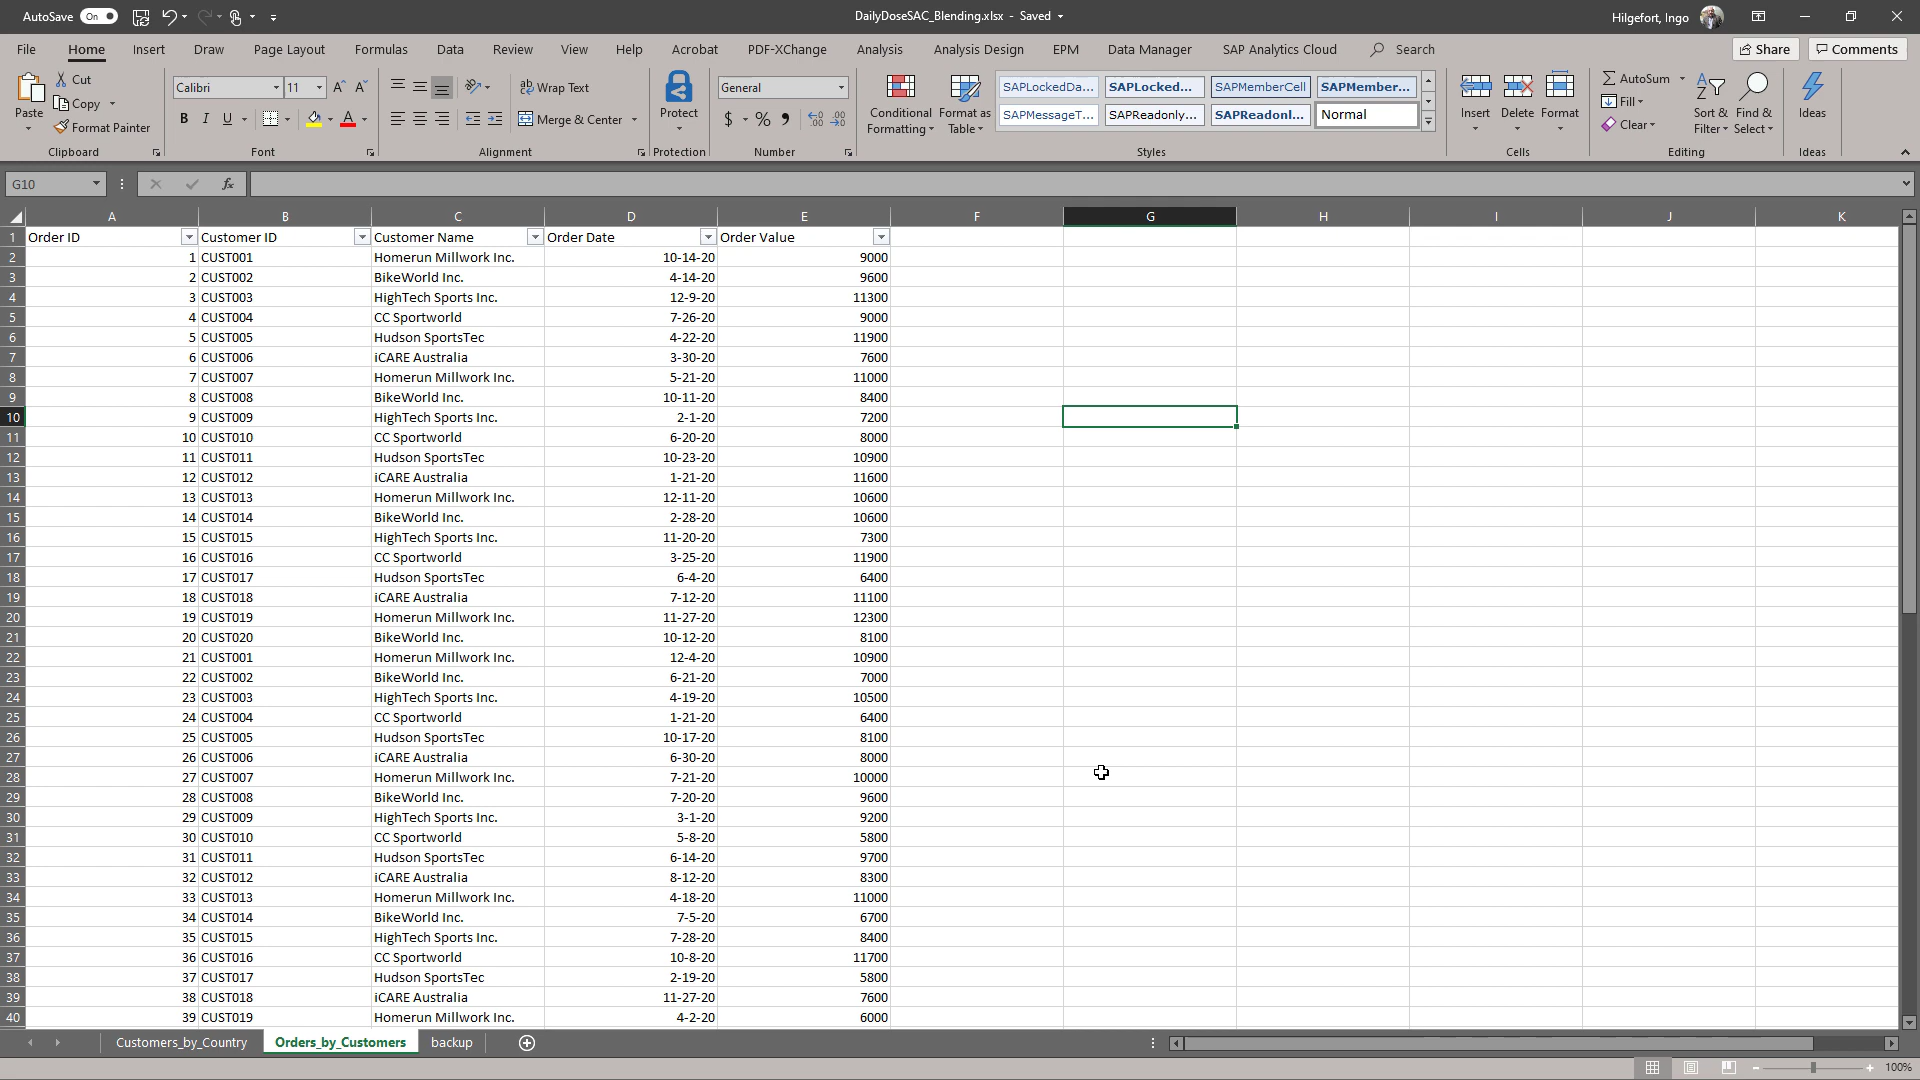 AutoSave On DailyDoseSAC_Blending.xlsx - Saved Hilgefort, Ingo
File Home Insert Draw Page Layout Formulas Data Review View Help Acrobat PDF-XChange Analysis Analysis Design EPM Data Manager SAP Analytics Cloud Search Share Comments
Paste Cut Copy Format Painter Clipboard
Calibri 11 B I U A Font
Wrap Text Merge & Center Alignment
Protect Protection
General $ % Number
Conditional Formatting Format as Table
SAPLockedDa... SAPLocked... SAPMemberCell SAPMember...
SAPMessageT... SAPReadonly... SAPReadonl... Normal
Styles
Insert Delete Format Cells
AutoSum Fill Clear Sort & Filter Find & Select Editing
Ideas Ideas
G10 fx
A B C D E F G H I J K
1 Order ID Customer ID Customer Name Order Date Order Value
2 1 CUST001 Homerun Millwork Inc. 10-14-20 9000
3 2 CUST002 BikeWorld Inc. 4-14-20 9600
4 3 CUST003 HighTech Sports Inc. 12-9-20 11300
5 4 CUST004 CC Sportworld 7-26-20 9000
6 5 CUST005 Hudson SportsTec 4-22-20 11900
7 6 CUST006 iCARE Australia 3-30-20 7600
8 7 CUST007 Homerun Millwork Inc. 5-21-20 11000
9 8 CUST008 BikeWorld Inc. 10-11-20 8400
10 9 CUST009 HighTech Sports Inc. 2-1-20 7200
11 10 CUST010 CC Sportworld 6-20-20 8000
12 11 CUST011 Hudson SportsTec 10-23-20 10900
13 12 CUST012 iCARE Australia 1-21-20 11600
14 13 CUST013 Homerun Millwork Inc. 12-11-20 10600
15 14 CUST014 BikeWorld Inc. 2-28-20 10600
16 15 CUST015 HighTech Sports Inc. 11-20-20 7300
17 16 CUST016 CC Sportworld 3-25-20 11900
18 17 CUST017 Hudson SportsTec 6-4-20 6400
19 18 CUST018 iCARE Australia 7-12-20 11100
20 19 CUST019 Homerun Millwork Inc. 11-27-20 12300
21 20 CUST020 BikeWorld Inc. 10-12-20 8100
22 21 CUST001 Homerun Millwork Inc. 12-4-20 10900
23 22 CUST002 BikeWorld Inc. 6-21-20 7000
24 23 CUST003 HighTech Sports Inc. 4-19-20 10500
25 24 CUST004 CC Sportworld 1-21-20 6400
26 25 CUST005 Hudson SportsTec 10-17-20 8100
27 26 CUST006 iCARE Australia 6-30-20 8000
28 27 CUST007 Homerun Millwork Inc. 7-21-20 10000
29 28 CUST008 BikeWorld Inc. 7-20-20 9600
30 29 CUST009 HighTech Sports Inc. 3-1-20 9200
31 30 CUST010 CC Sportworld 5-8-20 5800
32 31 CUST011 Hudson SportsTec 6-14-20 9700
33 32 CUST012 iCARE Australia 8-12-20 8300
34 33 CUST013 Homerun Millwork Inc. 4-18-20 11000
35 34 CUST014 BikeWorld Inc. 7-5-20 6700
36 35 CUST015 HighTech Sports Inc. 7-28-20 8400
37 36 CUST016 CC Sportworld 10-8-20 11700
38 37 CUST017 Hudson SportsTec 2-19-20 5800
39 38 CUST018 iCARE Australia 11-27-20 7600
40 39 CUST019 Homerun Millwork Inc. 4-2-20 6000
Customers_by_Country Orders_by_Customers backup
100%